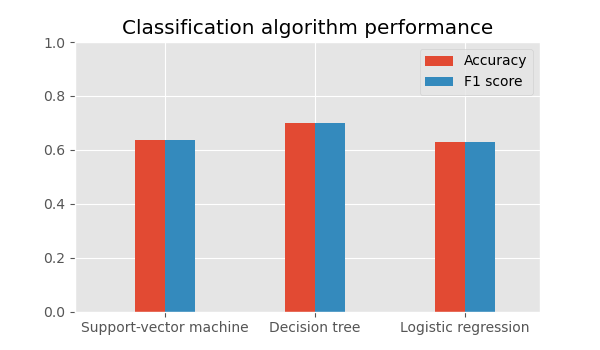 Classification algorithm performance
1.0
Accuracy
F1 score
0.8
0.6
0.4
0.2
0.0
Support-vector machine Decision tree Logistic regression